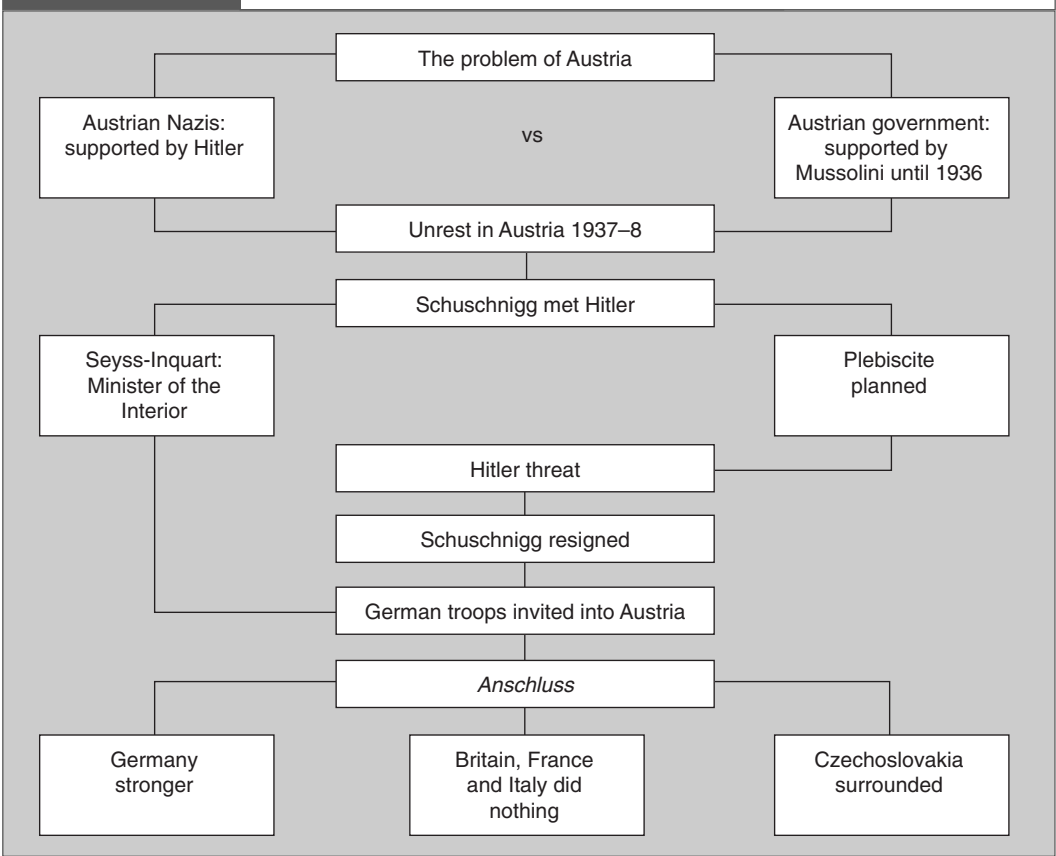 The problem of Austria
Austrian Nazis:
supported by Hitler
vs
Austrian government:
supported by
Mussolini until 1936
Unrest in Austria 1937–8
Schuschnigg met Hitler
Seyss-Inquart:
Minister of the
Interior
Plebiscite
planned
Hitler threat
Schuschnigg resigned
German troops invited into Austria
Anschluss
Germany
stronger
Britain, France
and Italy did
nothing
Czechoslovakia
surrounded